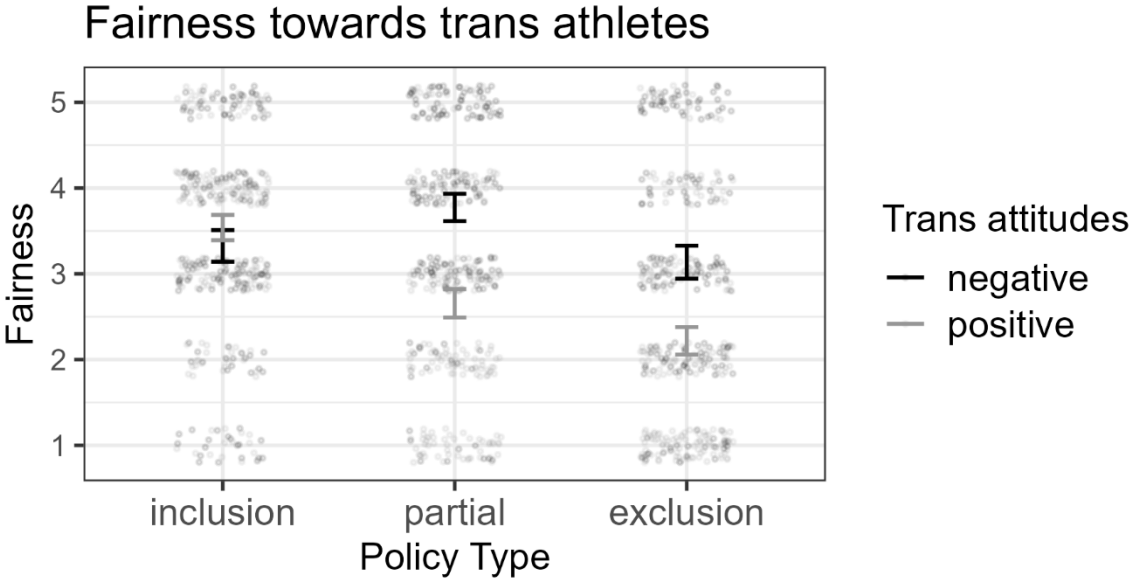 Fairness towards trans athletes
Fairness
5
4
3
2
1
inclusion partial exclusion
Policy Type
Trans attitudes
negative
positive